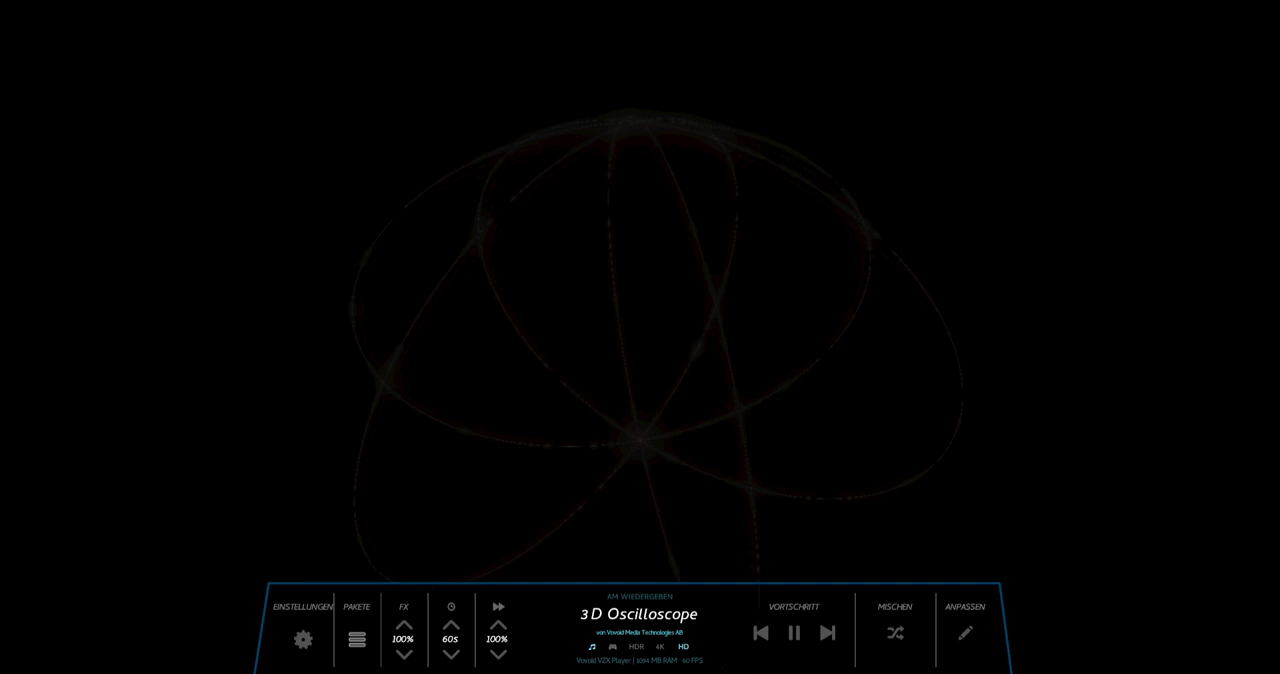 AM WIEDERGEBEN
EINSTELLUNGEN
PAKETE
FX
3D Oscilloscope
VORTSCHRITT
MISCHEN
ANPASSEN
100%
60s
100%
von Vovoid Media Technologies AB
HDR 4K HD
Vovoid VZX Player | 1094 MB RAM 60 FPS